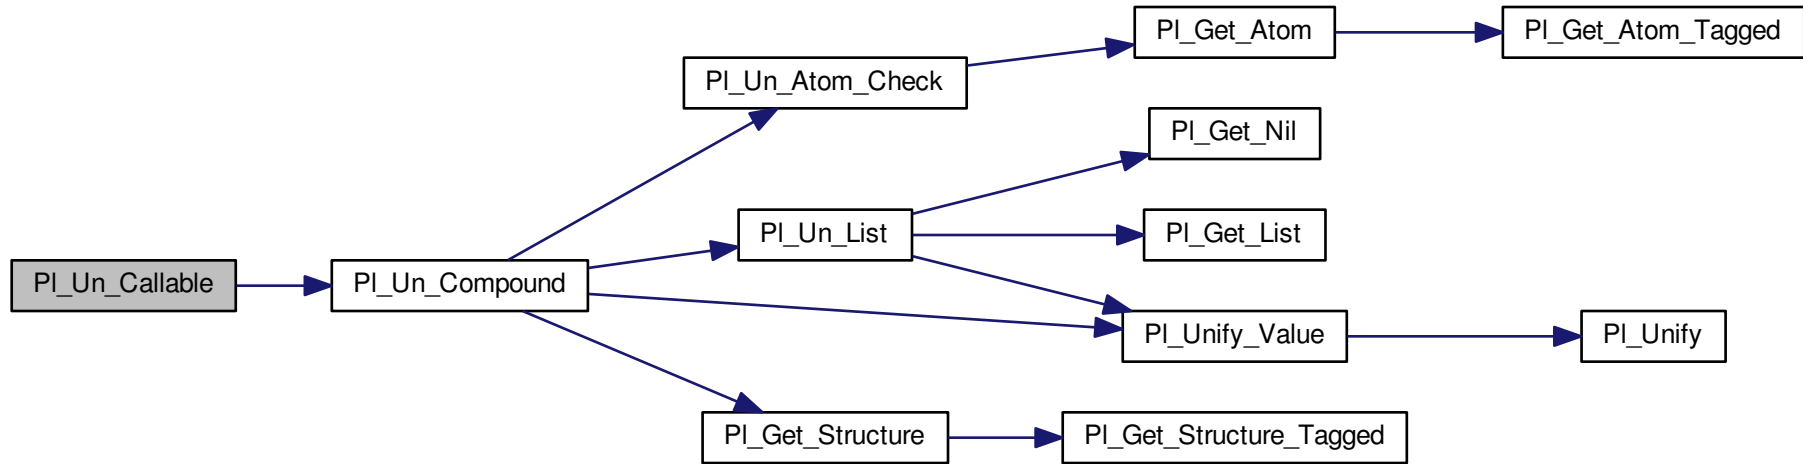 Pl_Un_Callable
Pl_Un_Compound
Pl_Un_Atom_Check
Pl_Get_Atom
Pl_Get_Atom_Tagged
Pl_Un_List
Pl_Get_Nil
Pl_Get_List
Pl_Unify_Value
Pl_Unify
Pl_Get_Structure
Pl_Get_Structure_Tagged